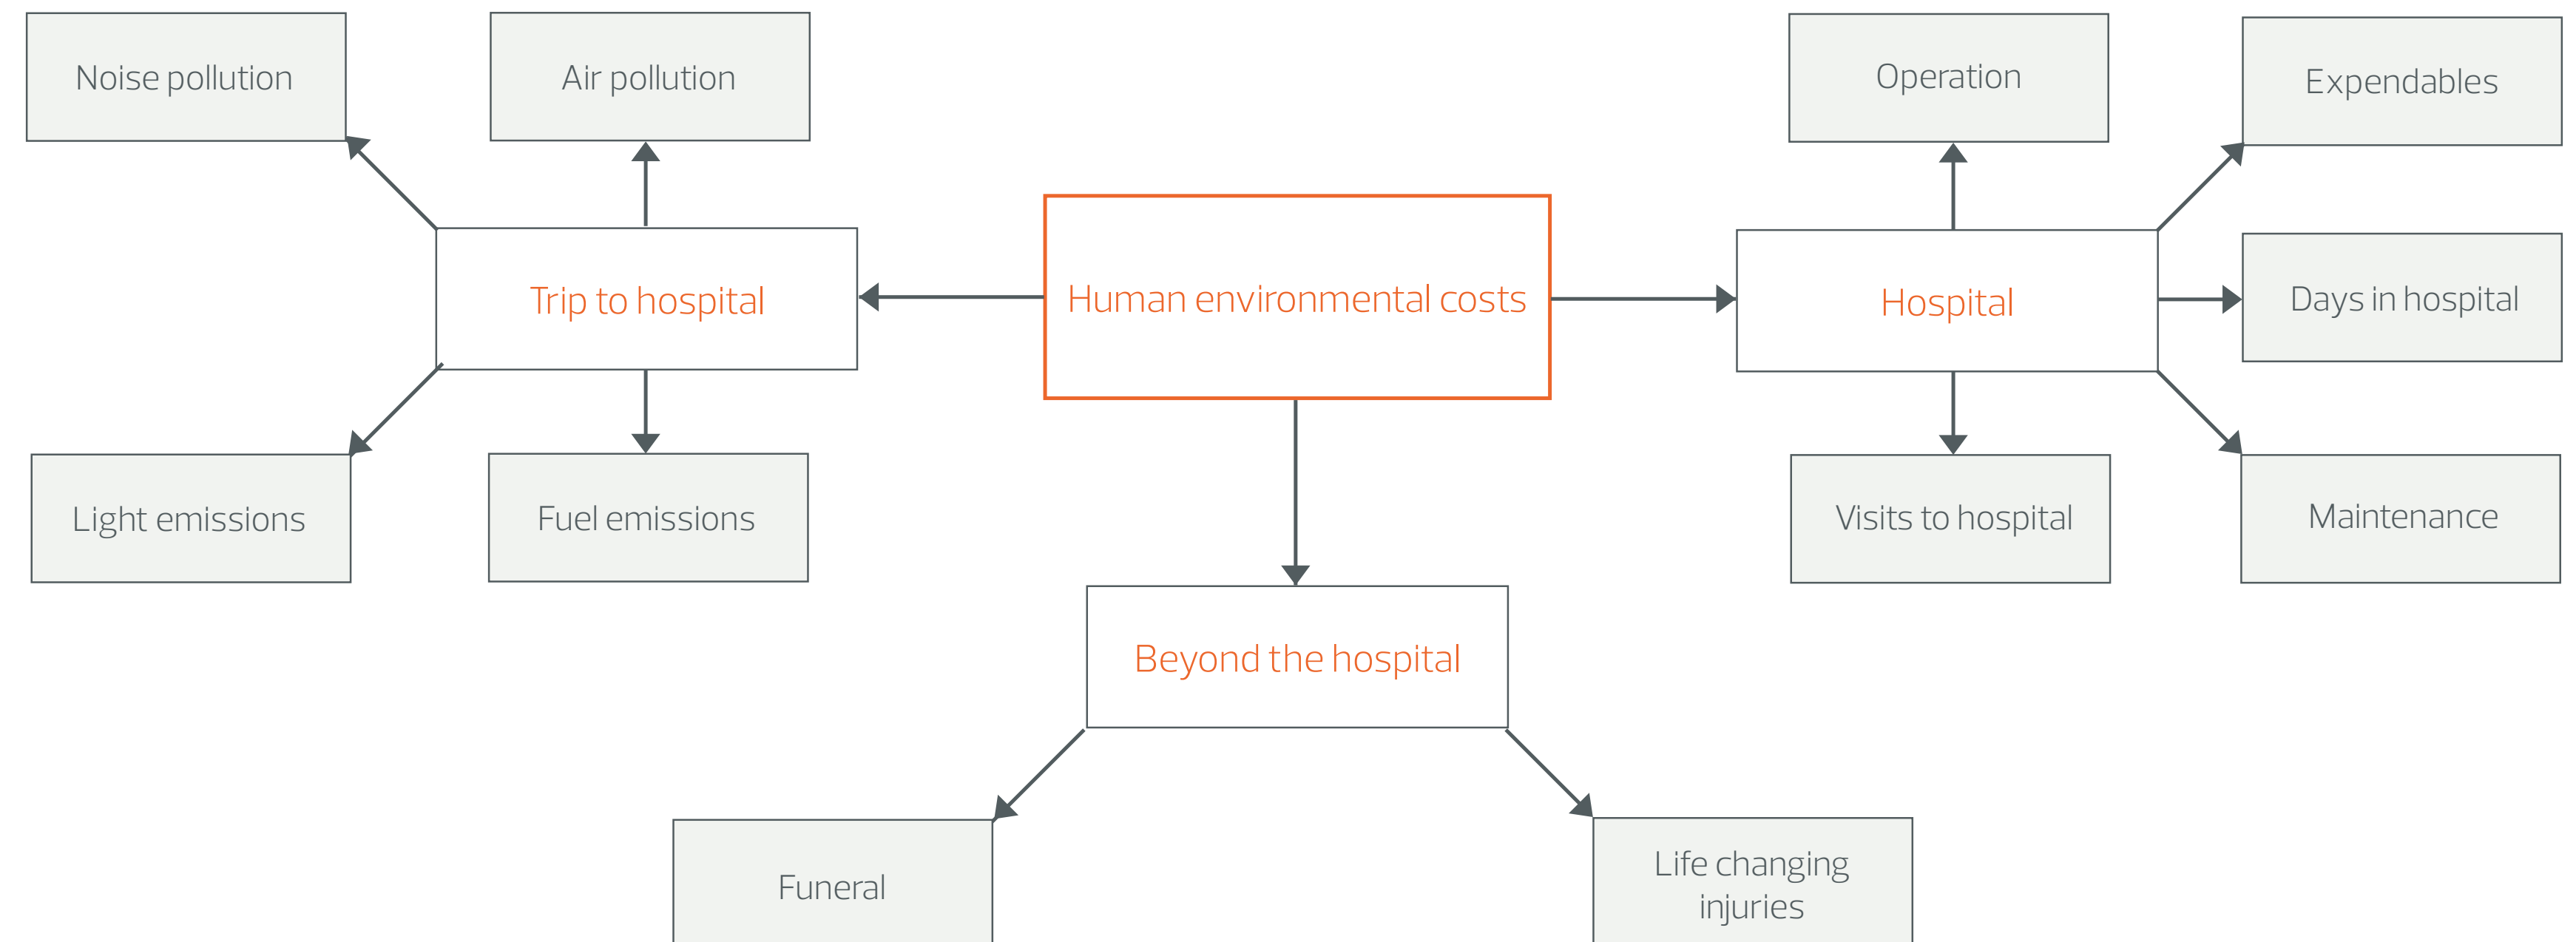 Noise pollution
Air pollution
Operation
Expendables
Trip to hospital
Human environmental costs
Hospital
Days in hospital
Light emissions
Fuel emissions
Visits to hospital
Maintenance
Beyond the hospital
Funeral
Life changing
injuries